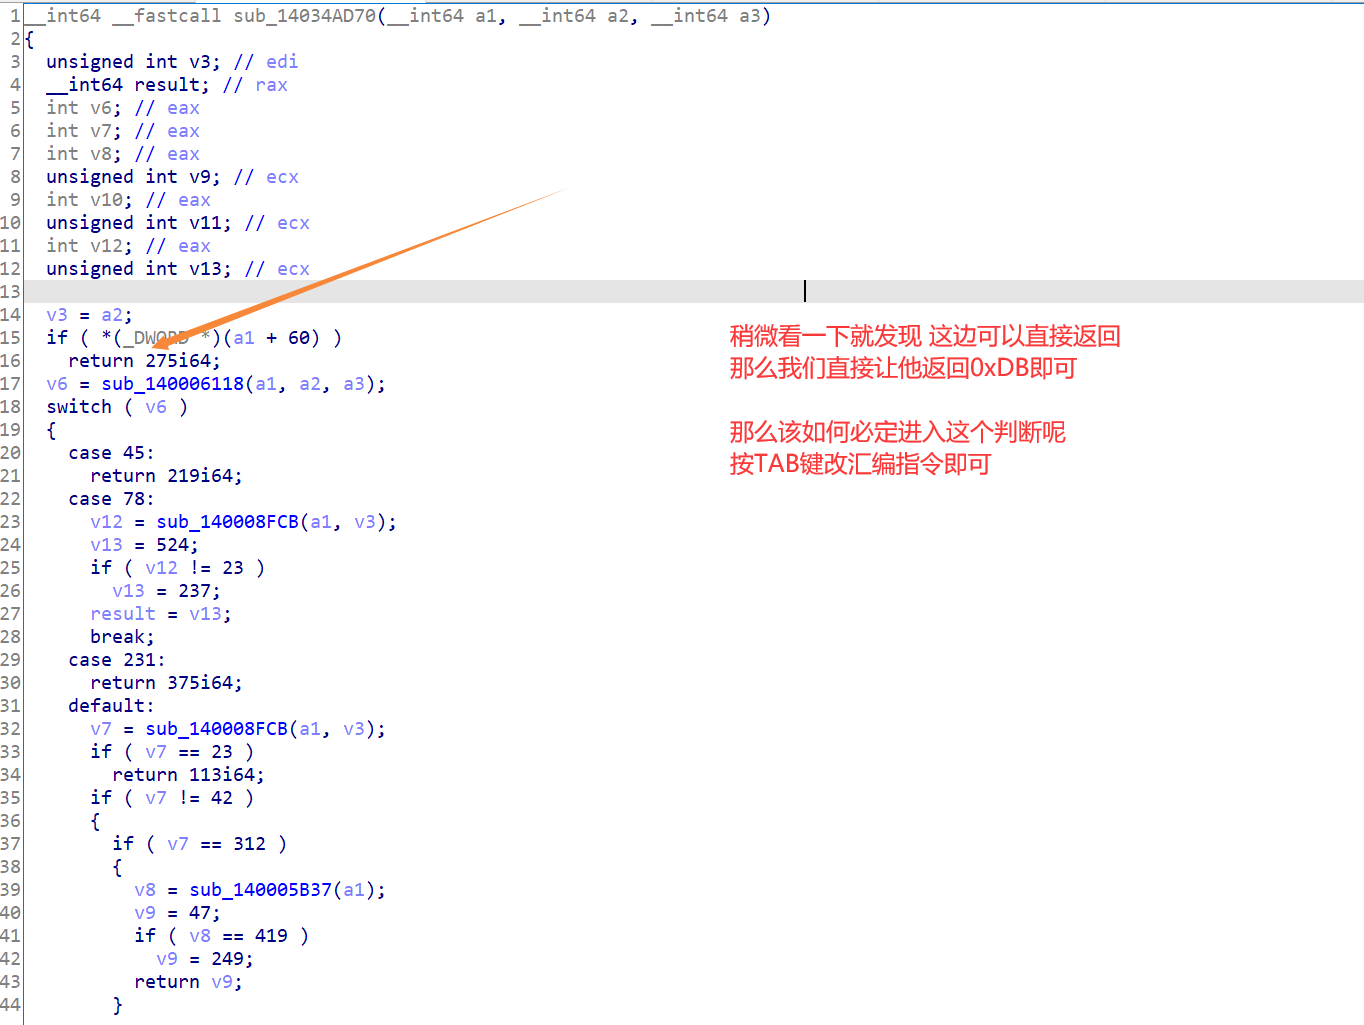 1 __int64 __fastcall sub_14034AD70(__int64 a1, __int64 a2, __int64 a3)
2 {
3 unsigned int v3; // edi
4 __int64 result; // rax
5 int v6; // eax
6 int v7; // eax
7 int v8; // eax
8 unsigned int v9; // ecx
9 int v10; // eax
10 unsigned int v11; // ecx
11 int v12; // eax
12 unsigned int v13; // ecx
13
14 v3 = a2;
15 if ( *(_DWORD *)(a1 + 60) )
稍微看一下就发现 这边可以直接返回
16 return 275i64;
那么我们直接让他返回0xDB即可
17 v6 = sub_140006118(a1, a2, a3);
18 switch ( v6 )
19 {
那么该如何必定进入这个判断呢
20 case 45:
按TAB键改汇编指令即可
21 return 219i64;
22 case 78:
23 v12 = sub_140008FCB(a1, v3);
24 v13 = 524;
25 if ( v12 != 23 )
26 v13 = 237;
27 result = v13;
28 break;
29 case 231:
30 return 375i64;
31 default:
32 v7 = sub_140008FCB(a1, v3);
33 if ( v7 == 23 )
34 return 113i64;
35 if ( v7 != 42 )
36 {
37 if ( v7 == 312 )
38 {
39 v8 = sub_140005B37(a1);
40 v9 = 47;
41 if ( v8 == 419 )
42 v9 = 249;
43 return v9;
44 }